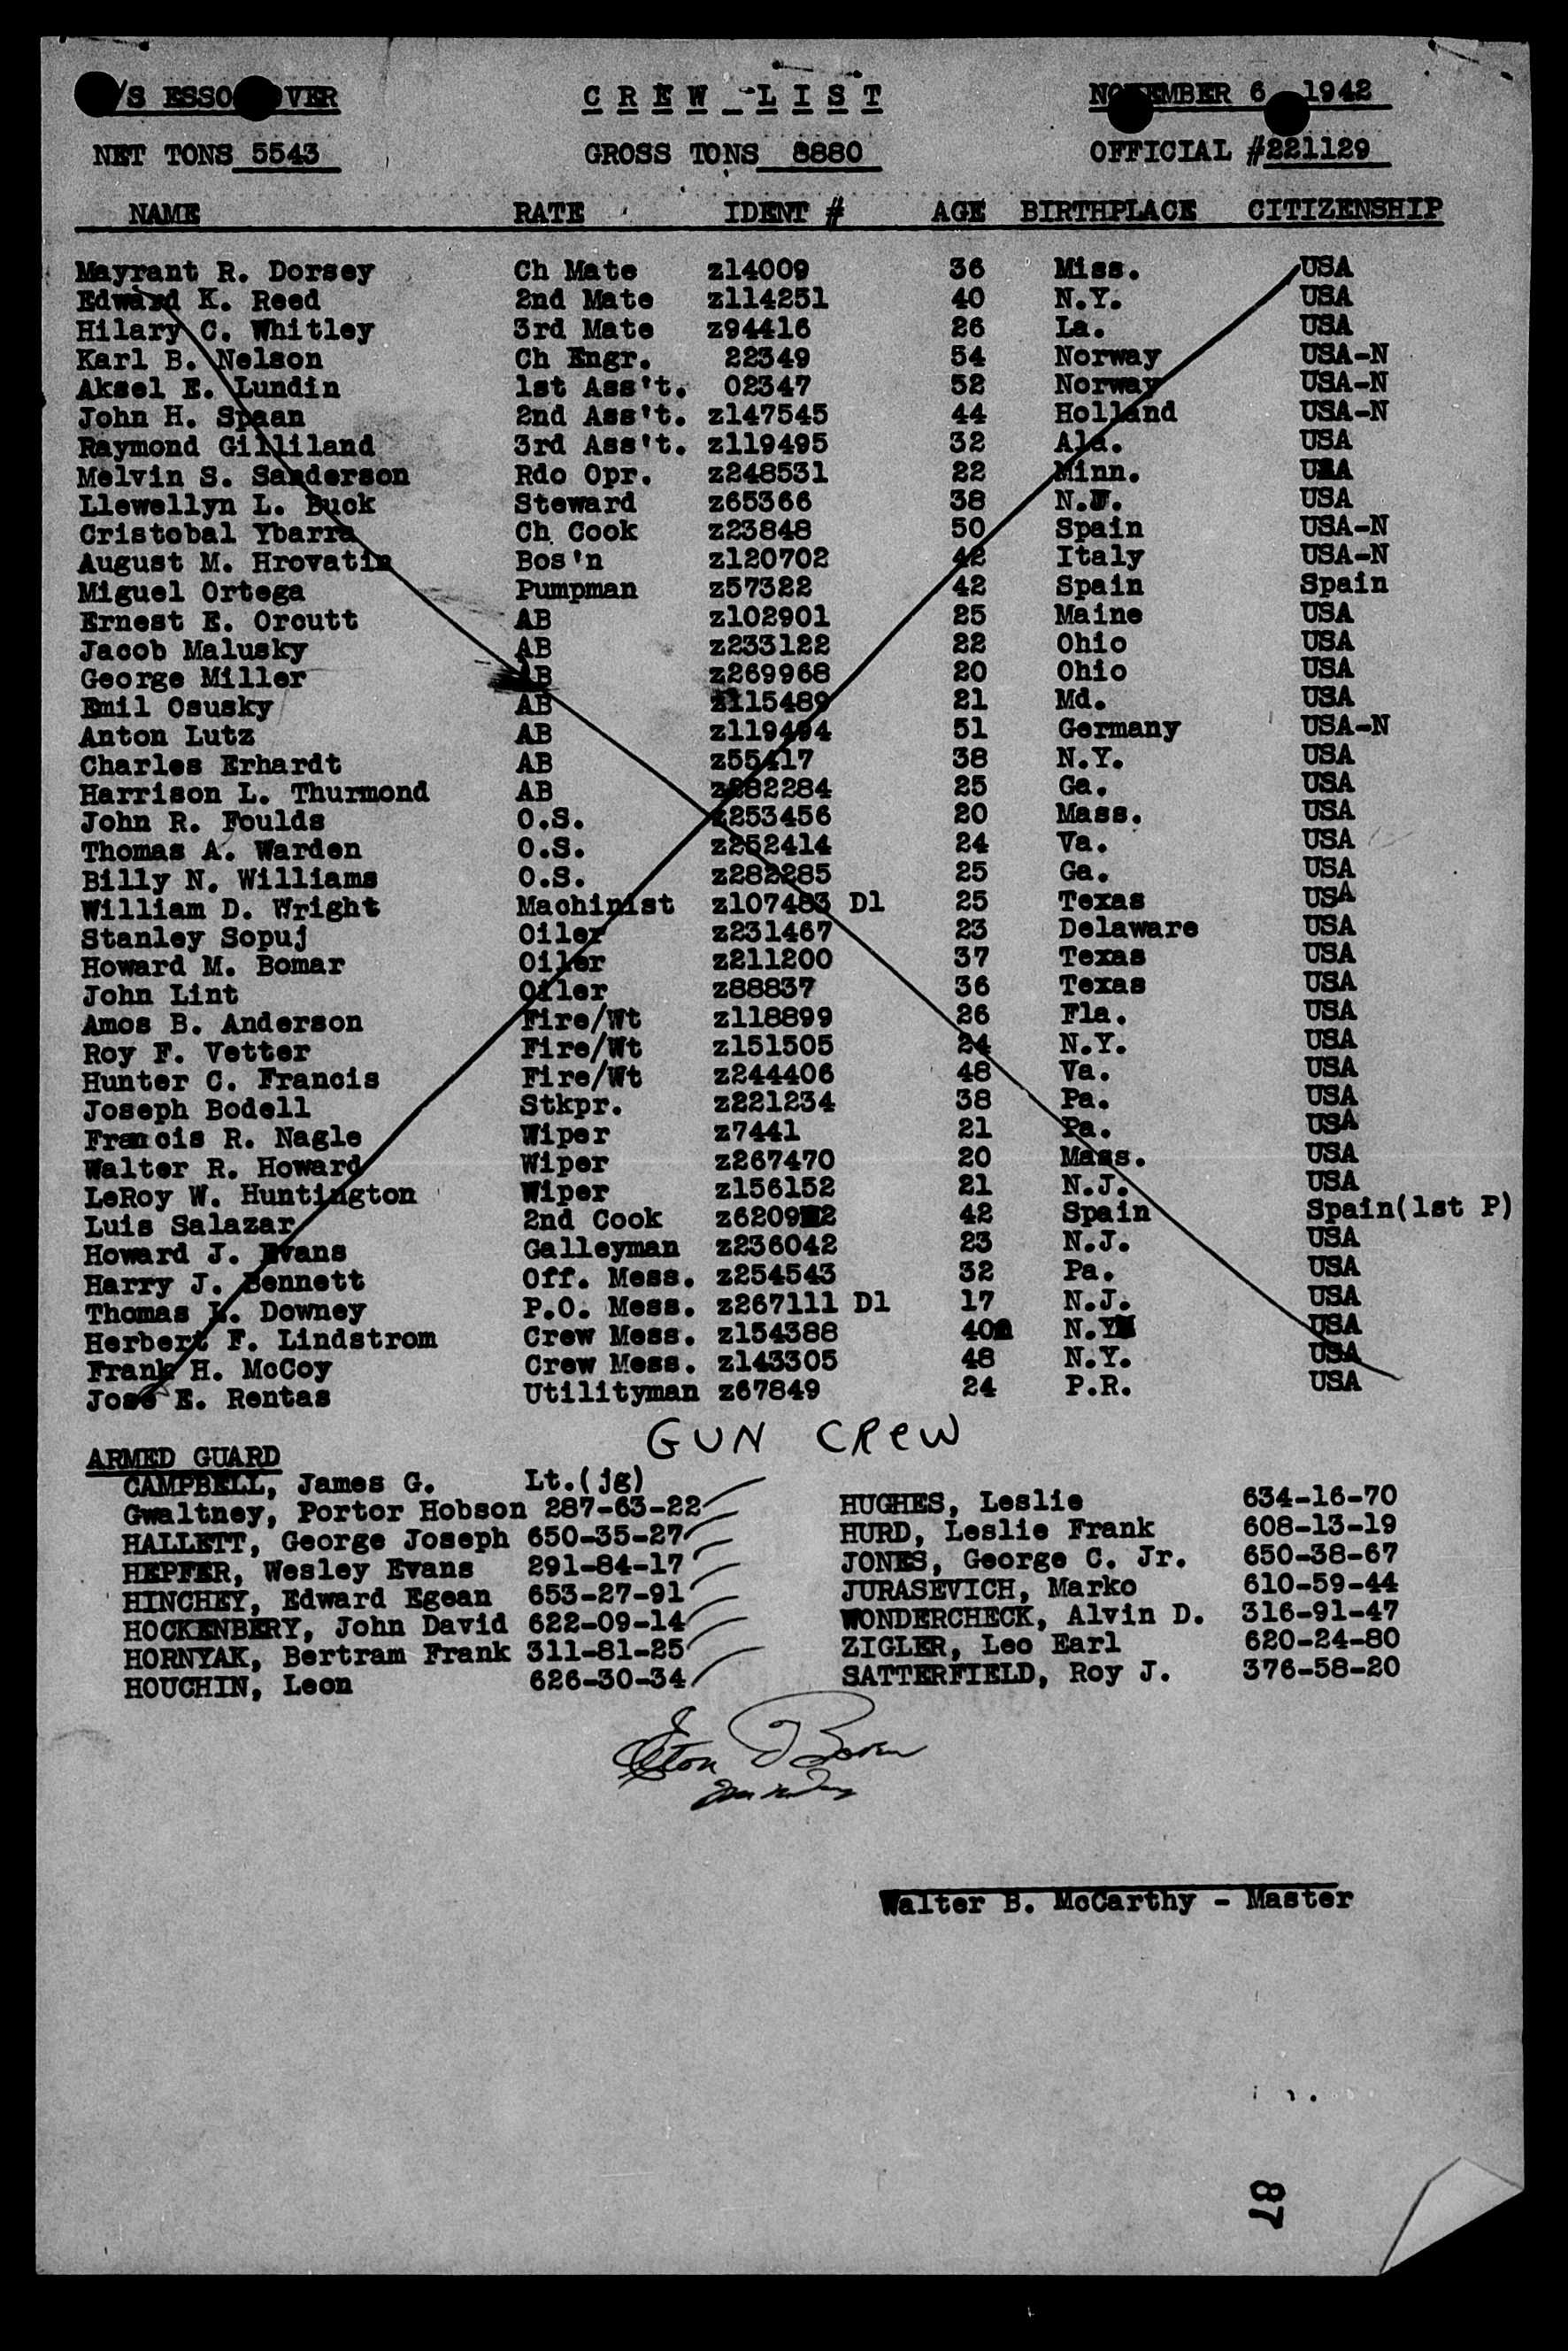 /S ESSO VER C R E W - L I S T NO EMBER 6 1942
NET TONS 5543 GROSS TONS 8880 OFFICIAL #221129
NAME RATE IDENT # AGE BIRTHPLACE CITIZENSHIP
Mayrant R. Dorsey Ch Mate z14009 36 Miss. USA
Edward K. Reed 2nd Mate z114251 40 N.Y. USA
Hilary C. Whitley 3rd Mate z94416 26 La. USA
Karl B. Nelson Ch Engr. 22349 54 Norway USA-N
Aksel E. Lundin 1st Ass't. 02347 52 Norway USA-N
John H. Spaan 2nd Ass't. z147545 44 Holland USA-N
Raymond Gilliland 3rd Ass't. z119495 32 Ala. USA
Melvin S. Sanderson Rdo Opr. z248531 22 Minn. USA
Llewellyn L. Buck Steward z65366 38 USA
Cristobal Ybarra Ch Cook z23848 50 Spain USA-N
August M. Hrovatin Bos'n z120702 42 Italy USA-N
Miguel Ortega Pumpman z57322 42 Spain Spain
Ernest E. Orcutt AB z102901 25 Maine USA
Jacob Malusky AB z233122 22 Ohio USA
George Miller AB z269968 20 Ohio USA
Emil Osusky AB z115489 21 Md. USA
Anton Lutz AB z119494 51 Germany USA-N
Charles Erhardt AB z55417 38 N.Y. USA
Harrison L. Thurmond AB z282284 25 Ga. USA
John R. Foulds O.S. z253456 20 Mass. USA
Thomas A. Warden O.S. z252414 24 Va. USA
Billy N. Williams O.S. z282285 25 Ga. USA
William D. Wright Machinist z107483 D1 25 Texas USA
Stanley Sopuj Oiler z231467 23 Delaware USA
Howard M. Bomar Oiler z211200 37 Texas USA
John Lint Oiler z88837 36 Texas USA
Amos B. Anderson Fire/Wt z118899 26 Fla. USA
Roy F. Vetter Fire/Wt z151505 24 N.Y. USA
Hunter C. Francis Fire/Wt z244406 48 Va. USA
Joseph Bodell Stkpr. z221234 38 Pa. USA
Francis R. Nagle Wiper z7441 21 Pa. USA
Walter R. Howard Wiper z267470 20 Mass. USA
LeRoy W. Huntington Wiper z156152 21 N.J. USA
Luis Salazar 2nd Cook 42 Spain Spain(1st P)
Howard J. Evans Galleyman z236042 23 N.J. USA
Harry J. Bennett Off. Mess. z254543 32 Pa. USA
Thomas L. Downey P.O. Mess. z267111 D1 17 N.J. USA
Herbert F. Lindstrom Crew Mess. z154388 40 N.Y USA
Frank H. McCoy Crew Mess. z143305 48 N.Y. USA
Jose E. Rentas Utilityman z67849 24 P.R. USA
GUN CReW
ARMED GUARD
CAMPBELL, James G. Lt.(jg)
Gwaltney, Portor Hobson 287-63-22 HUGHES, Leslie 634-16-70
HALLETT, George Joseph 650-35-27 HURD, Leslie Frank 608-13-19
HEPFER, Wesley Evans 291-84-17 JONES, George C. Jr. 650-38-67
HINCHEY, Edward Egean 653-27-91 JURASEVICH, Marko 610-59-44
HOCKENBERY, John David 622-09-14 WONDERCHECK, Alvin D. 316-91-47
HORNYAK, Bertram Frank 311-81-25 ZIGLER, Leo Earl 620-24-80
HOUCHIN, Leon 626-30-34 SATTERFIELD, Roy J. 376-58-20
Walter B. McCarthy - Master
87